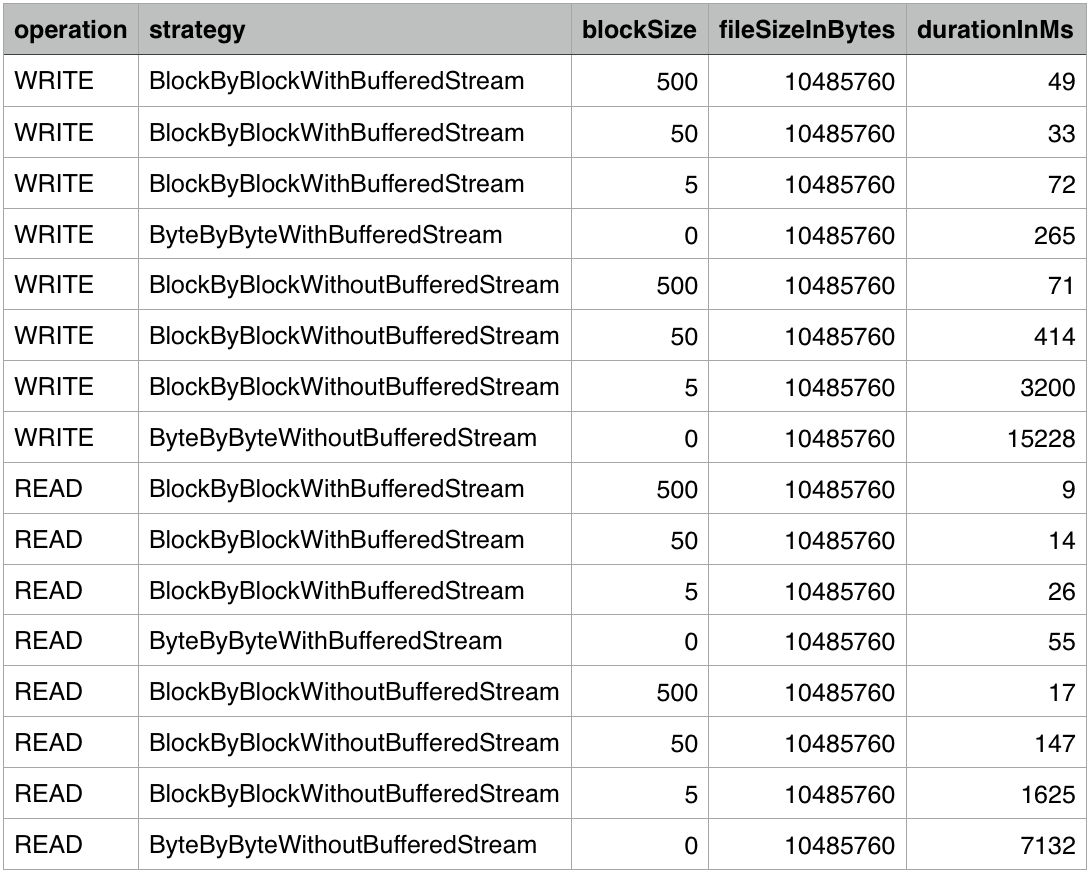 operation strategy blockSize fileSizeInBytes durationInMs
WRITE BlockByBlockWithBufferedStream 500 10485760 49
WRITE BlockByBlockWithBufferedStream 50 10485760 33
WRITE BlockByBlockWithBufferedStream 5 10485760 72
WRITE ByteByByteWithBufferedStream 0 10485760 265
WRITE BlockByBlockWithoutBufferedStream 500 10485760 71
WRITE BlockByBlockWithoutBufferedStream 50 10485760 414
WRITE BlockByBlockWithoutBufferedStream 5 10485760 3200
WRITE ByteByByteWithoutBufferedStream 0 10485760 15228
READ BlockByBlockWithBufferedStream 500 10485760 9
READ BlockByBlockWithBufferedStream 50 10485760 14
READ BlockByBlockWithBufferedStream 5 10485760 26
READ ByteByByteWithBufferedStream 0 10485760 55
READ BlockByBlockWithoutBufferedStream 500 10485760 17
READ BlockByBlockWithoutBufferedStream 50 10485760 147
READ BlockByBlockWithoutBufferedStream 5 10485760 1625
READ ByteByByteWithoutBufferedStream 0 10485760 7132